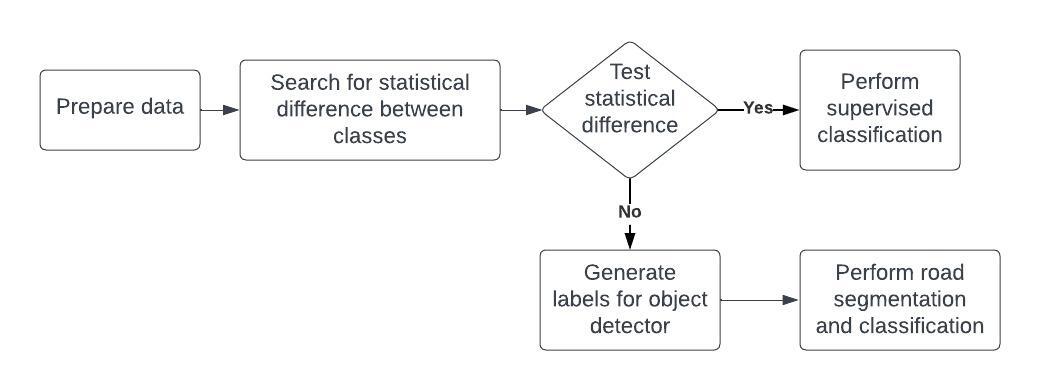 Prepare data
Search for statistical
difference between
classes
Test
statistical
difference
Yes
Perform
supervised
classification
No
Generate
labels for object
detector
Perform road
segmentation
and classification